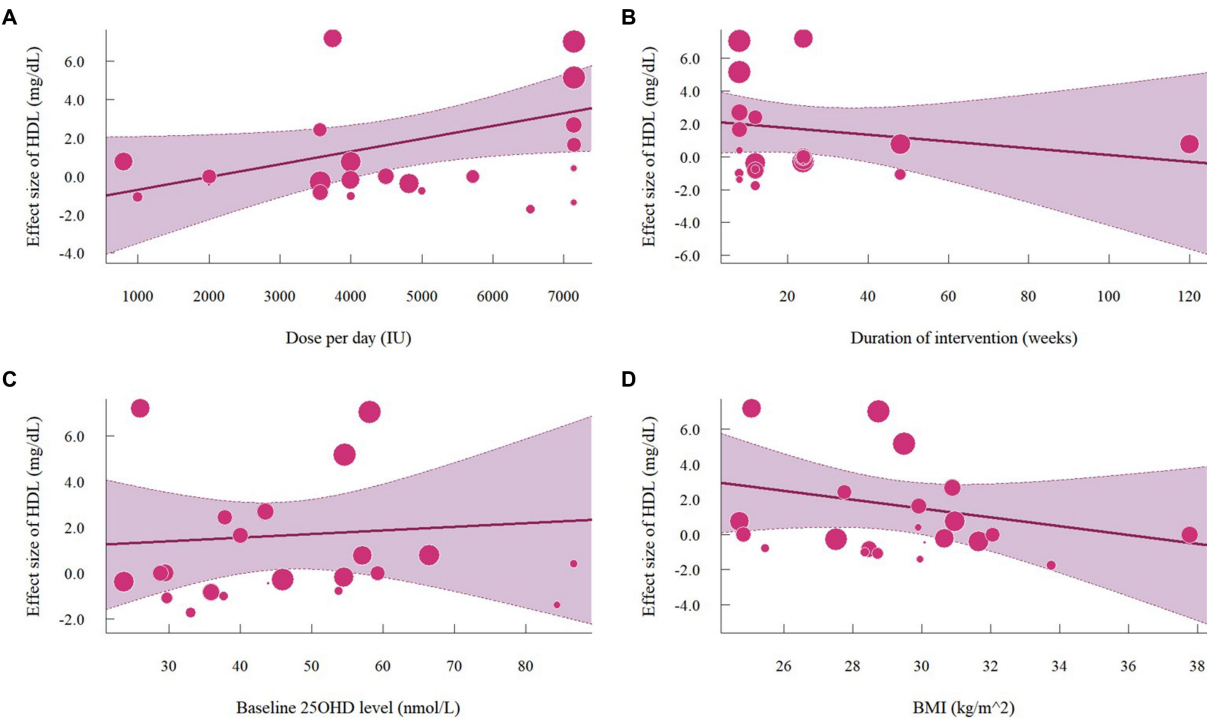 A
Effect size of HDL (mg/dL)
6.0
4.0
2.0
0.0
-2.0
-4.0
1000 2000 3000 4000 5000 6000 7000
Dose per day (IU)
B
Effect size of HDL (mg/dL)
6.0
4.0
2.0
0.0
-2.0
-4.0
-6.0
20 40 60 80 100 120
Duration of intervention (weeks)
C
Effect size of HDL (mg/dL)
6.0
4.0
2.0
0.0
-2.0
30 40 50 60 70 80
Baseline 25OHD level (nmol/L)
D
Effect size of HDL (mg/dL)
6.0
4.0
2.0
0.0
-2.0
-4.0
26 28 30 32 34 36 38
BMI (kg/m^2)